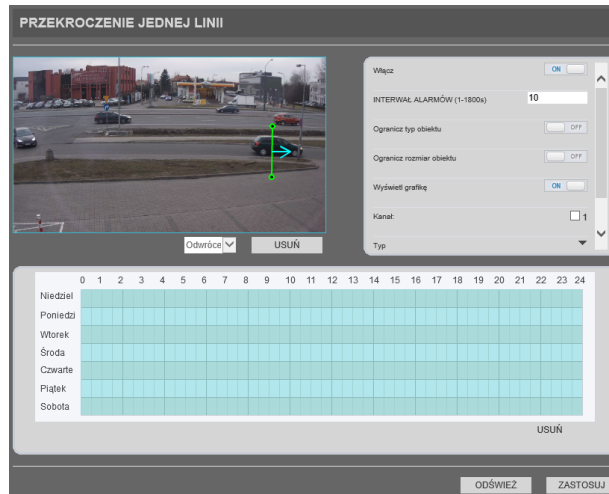 PRZEKROCZENIE JEDNEJ LINII
Włącz ON
INTERWAŁ ALARMÓW (1-1800s) 10
Ogranicz typ obiektu OFF
Ogranicz rozmiar obiektu OFF
Wyświetl grafikę ON
Kanał: 1
Typ
Odwróce USUŃ
0 1 2 3 4 5 6 7 8 9 10 11 12 13 14 15 16 17 18 19 20 21 22 23 24
Niedziel
Poniedzi
Wtorek
Środa
Czwarte
Piątek
Sobota
USUŃ
ODŚWIEŻ ZASTOSUJ